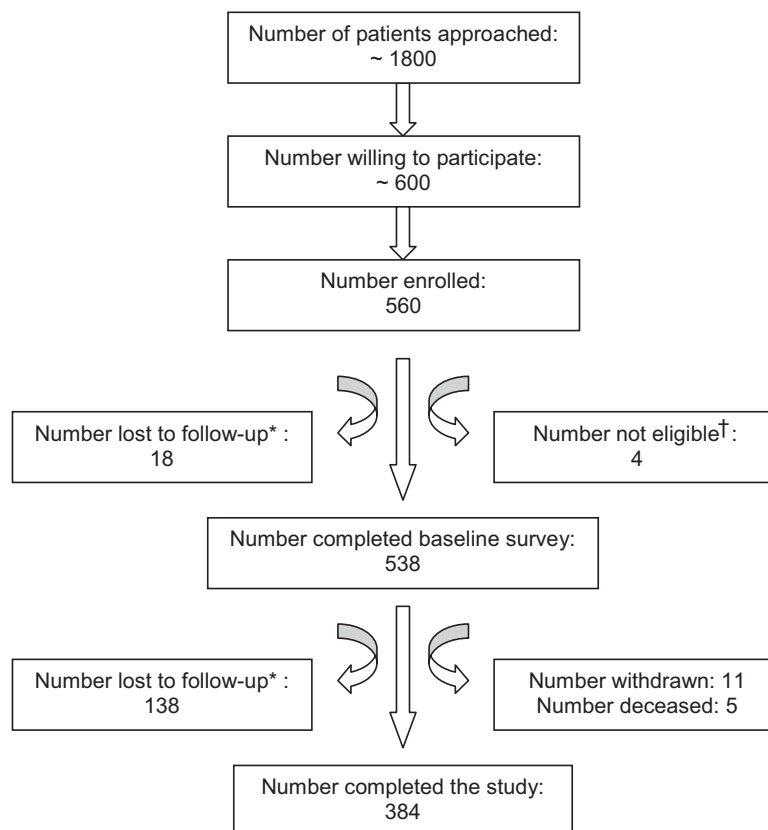 Number of patients approached:
~ 1800
Number willing to participate:
~ 600
Number enrolled:
560
Number lost to follow-up* :
18
Number not eligible† :
4
Number completed baseline survey:
538
Number lost to follow-up* :
138
Number withdrawn: 11
Number deceased: 5
Number completed the study:
384